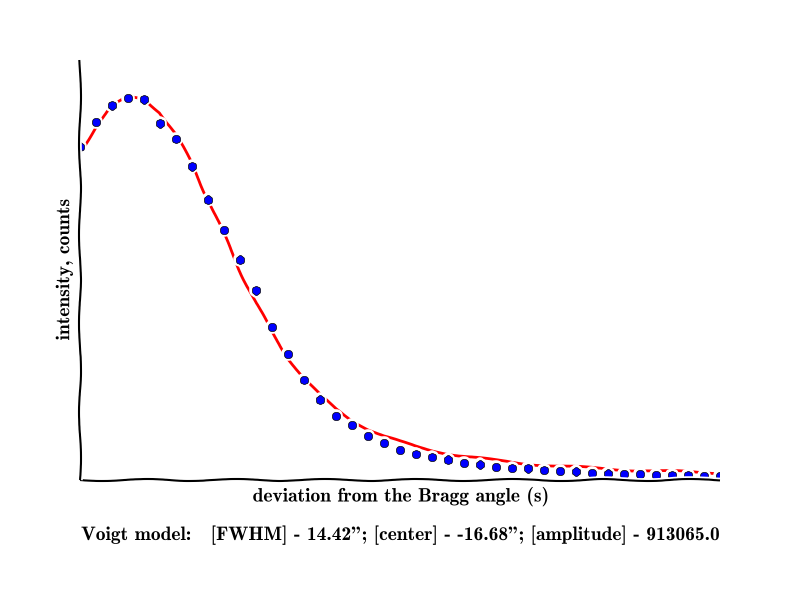 intensity, counts
deviation from the Bragg angle (s)
Voigt model: [FWHM] - 14.42”; [center] - -16.68”; [amplitude] - 913065.0